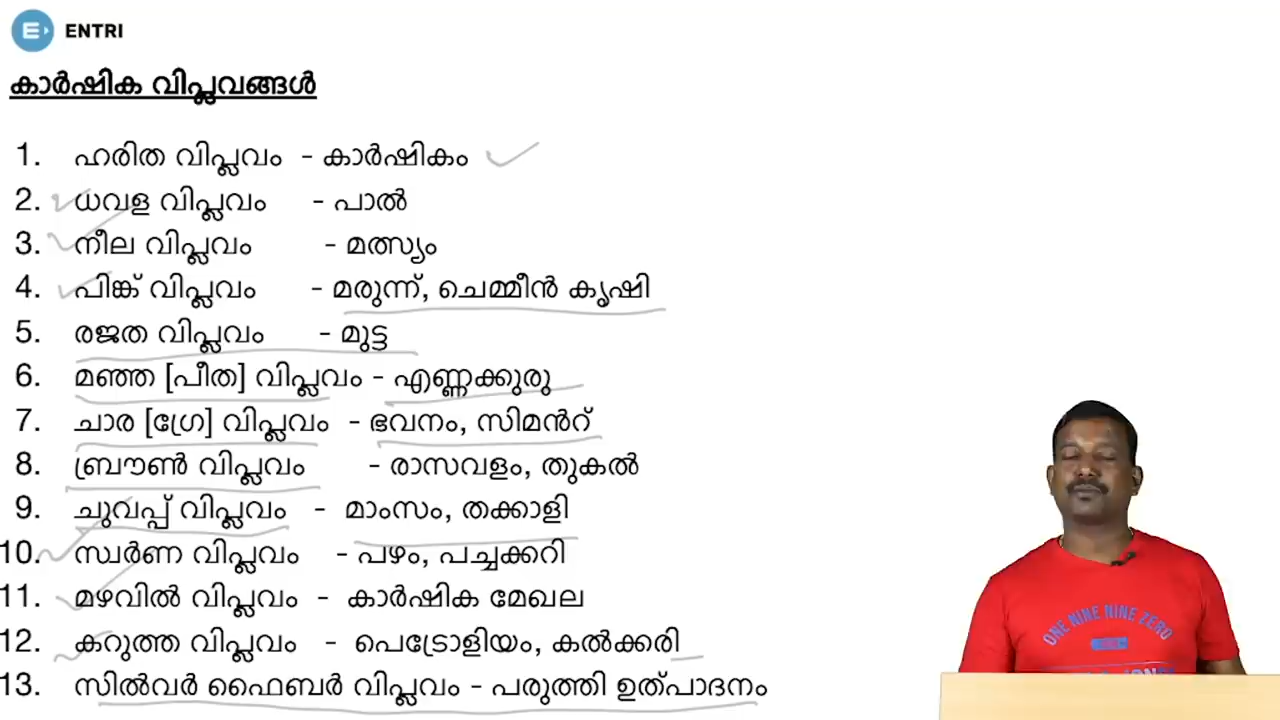 ENTRI
കാർഷിക വിപ്ലവങ്ങൾ
1. ഹരിത വിപ്ലവം - കാർഷികം
2. ധവള വിപ്ലവം - പാൽ
3. നീല വിപ്ലവം - മത്സ്യം
4. പിങ്ക് വിപ്ലവം - മരുന്ന്, ചെമ്മീൻ കൃഷി
5. രജത വിപ്ലവം - മുട്ട
6. മഞ്ഞ [പീത] വിപ്ലവം - എണ്ണക്കുരു
7. ചാര [ഗ്രേ] വിപ്ലവം - ഭവനം, സിമൻറ്
8. ബ്രൗൺ വിപ്ലവം - രാസവളം, തുകൽ
9. ചുവപ്പ് വിപ്ലവം - മാംസം, തക്കാളി
10. സ്വർണ വിപ്ലവം - പഴം, പച്ചക്കറി
11. മഴവിൽ വിപ്ലവം - കാർഷിക മേഖല
12. കറുത്ത വിപ്ലവം - പെട്രോളിയം, കൽക്കരി
13. സിൽവർ ഫൈബർ വിപ്ലവം - പരുത്തി ഉത്പാദനം
ONE NINE NINE ZERO